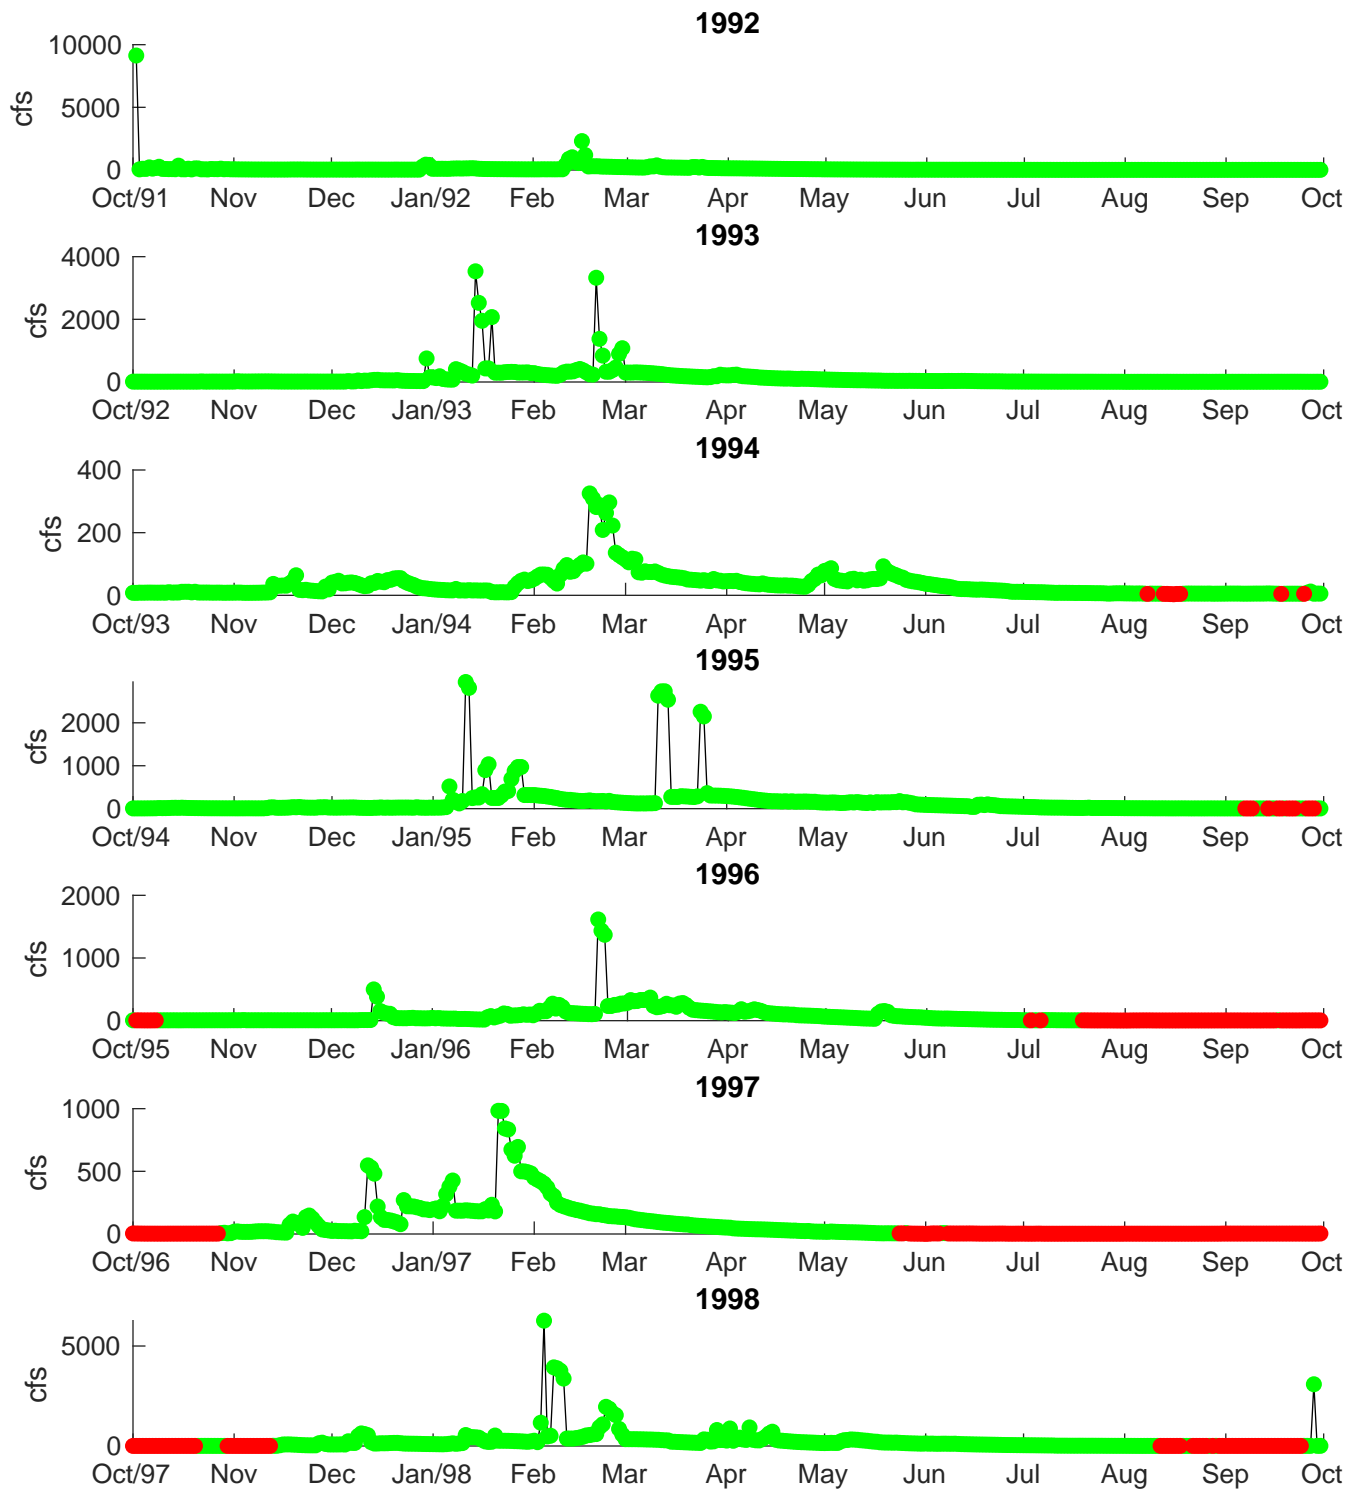 1992
10000
5000
0
cfs
Oct/91 Nov Dec Jan/92 Feb Mar Apr May Jun Jul Aug Sep Oct
1993
4000
2000
0
cfs
Oct/92 Nov Dec Jan/93 Feb Mar Apr May Jun Jul Aug Sep Oct
1994
400
200
0
cfs
Oct/93 Nov Dec Jan/94 Feb Mar Apr May Jun Jul Aug Sep Oct
1995
2000
1000
0
cfs
Oct/94 Nov Dec Jan/95 Feb Mar Apr May Jun Jul Aug Sep Oct
1996
2000
1000
0
cfs
Oct/95 Nov Dec Jan/96 Feb Mar Apr May Jun Jul Aug Sep Oct
1997
1000
500
0
cfs
Oct/96 Nov Dec Jan/97 Feb Mar Apr May Jun Jul Aug Sep Oct
1998
5000
0
cfs
Oct/97 Nov Dec Jan/98 Feb Mar Apr May Jun Jul Aug Sep Oct